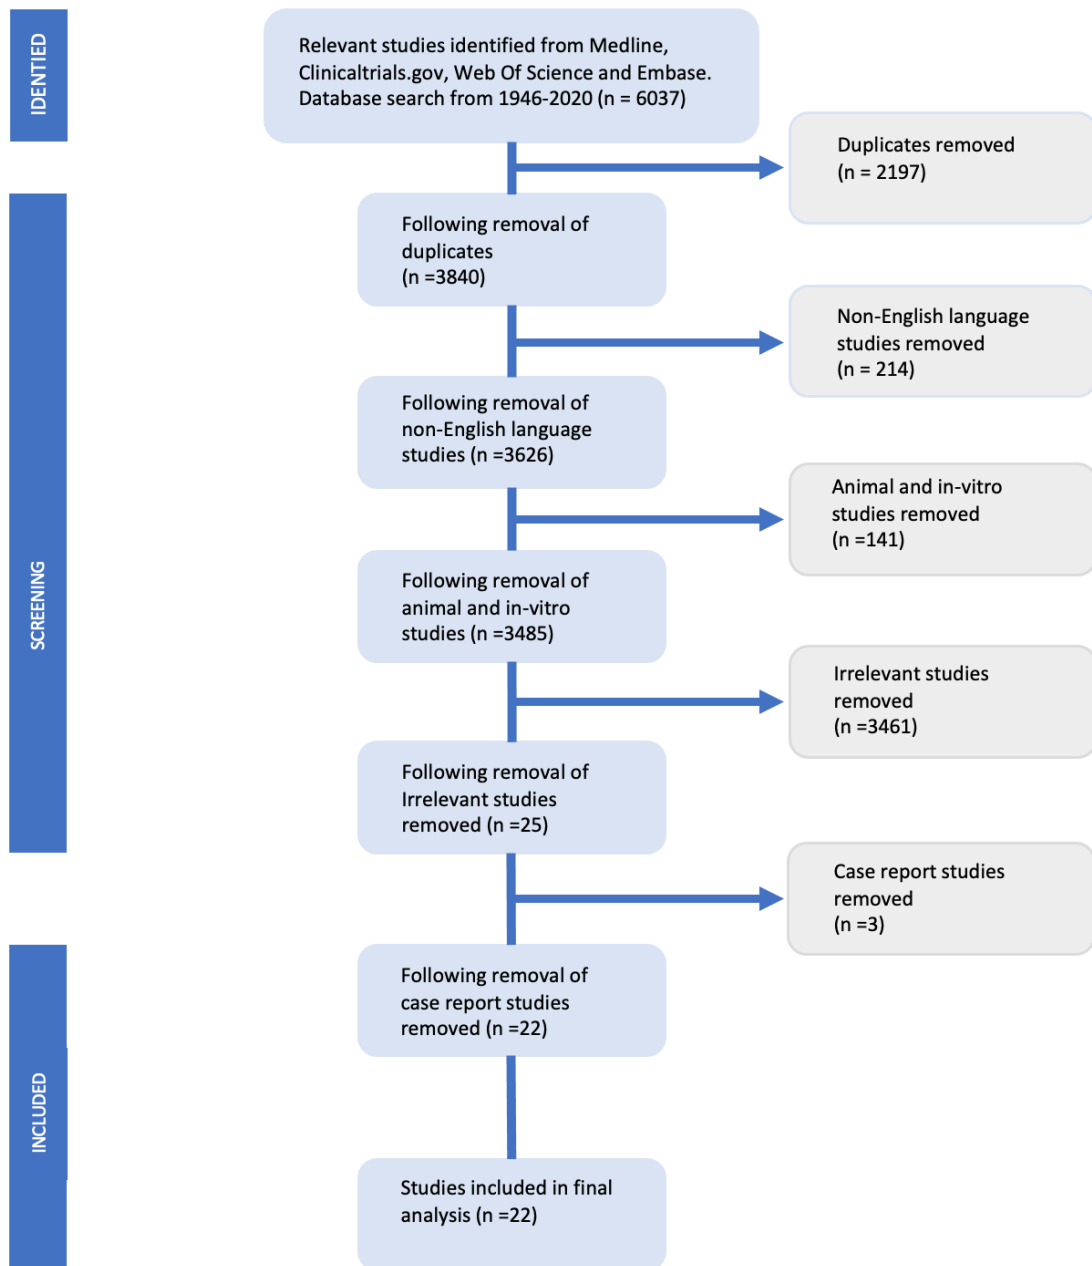 IDENTIED
Relevant studies identified from Medline,
Clinicaltrials.gov, Web Of Science and Embase.
Database search from 1946-2020 (n = 6037)
Duplicates removed
(n = 2197)
SCREENING
Following removal of
duplicates
(n =3840)
Non-English language
studies removed
(n = 214)
Following removal of
non-English language
studies (n =3626)
Animal and in-vitro
studies removed
(n =141)
Following removal of
animal and in-vitro
studies (n =3485)
Irrelevant studies
removed
(n =3461)
Following removal of
Irrelevant studies
removed (n =25)
Case report studies
removed
(n =3)
INCLUDED
Following removal of
case report studies
removed (n =22)
Studies included in final
analysis (n =22)